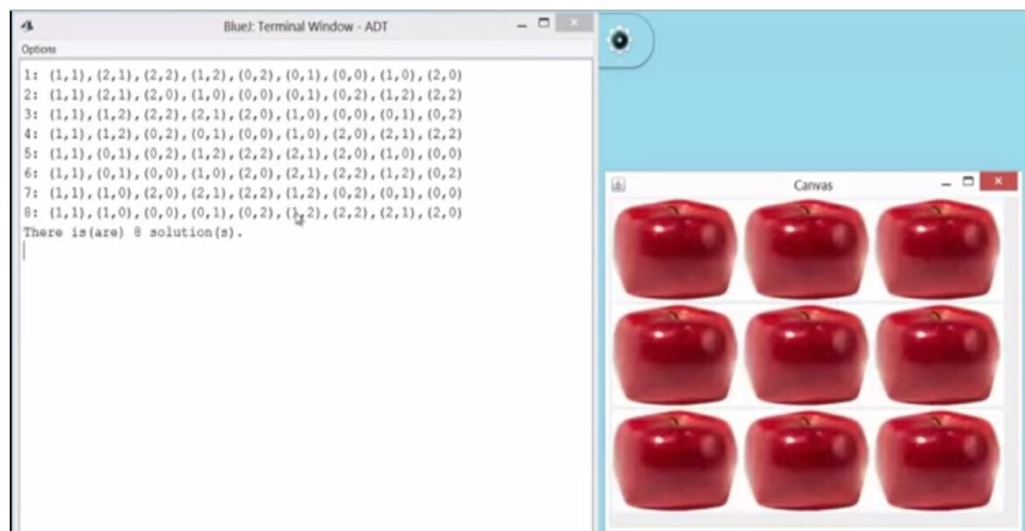 BlueJ: Terminal Window - ADT
Options
1: (1,1),(2,1),(2,2),(1,2),(0,2),(0,1),(0,0),(1,0),(2,0)
2: (1,1),(2,1),(2,0),(1,0),(0,0),(0,1),(0,2),(1,2),(2,2)
3: (1,1),(1,2),(2,2),(2,1),(2,0),(1,0),(0,0),(0,1),(0,2)
4: (1,1),(1,2),(0,2),(0,1),(0,0),(1,0),(2,0),(2,1),(2,2)
5: (1,1),(0,1),(0,2),(1,2),(2,2),(2,1),(2,0),(1,0),(0,0)
6: (1,1),(0,1),(0,0),(1,0),(2,0),(2,1),(2,2),(1,2),(0,2)
7: (1,1),(1,0),(2,0),(2,1),(2,2),(1,2),(0,2),(0,1),(0,0)
8: (1,1),(1,0),(0,0),(0,1),(0,2),(1,2),(2,2),(2,1),(2,0)
There is(are) 8 solution(s).
Canvas